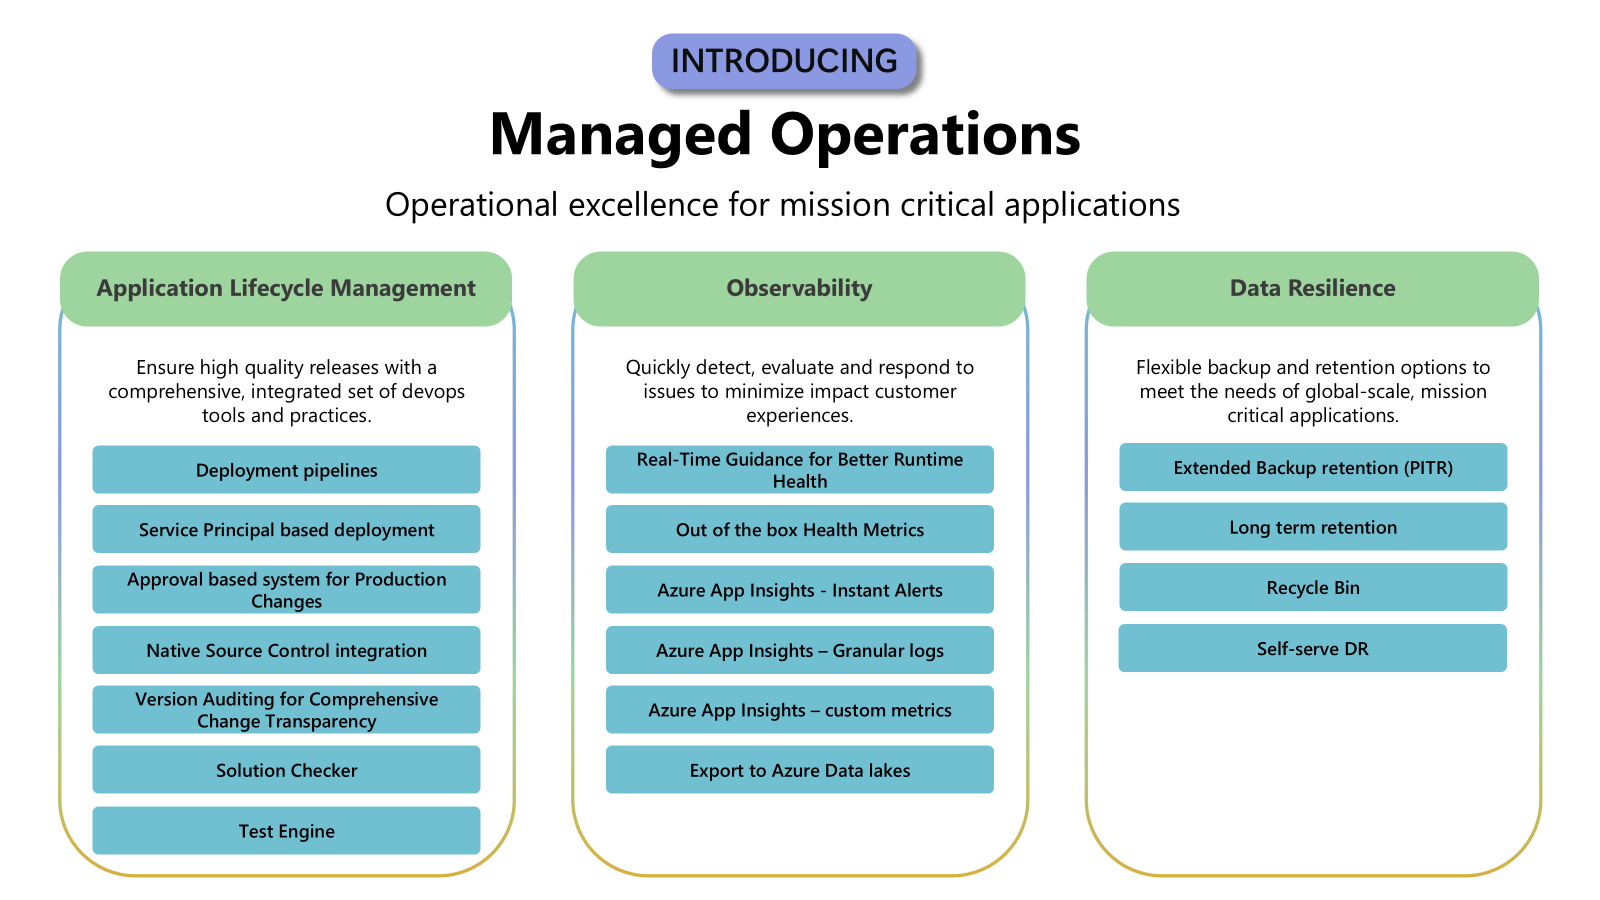 INTRODUCING
Managed Operations
Operational excellence for mission critical applications
Application Lifecycle Management
Ensure high quality releases with a
comprehensive, integrated set of devops
tools and practices.
Deployment pipelines
Service Principal based deployment
Approval based system for Production
Changes
Native Source Control integration
Version Auditing for Comprehensive
Change Transparency
Solution Checker
Test Engine
Observability
Quickly detect, evaluate and respond to
issues to minimize impact customer
experiences.
Real-Time Guidance for Better Runtime
Health
Out of the box Health Metrics
Azure App Insights - Instant Alerts
Azure App Insights – Granular logs
Azure App Insights – custom metrics
Export to Azure Data lakes
Data Resilience
Flexible backup and retention options to
meet the needs of global-scale, mission
critical applications.
Extended Backup retention (PITR)
Long term retention
Recycle Bin
Self-serve DR